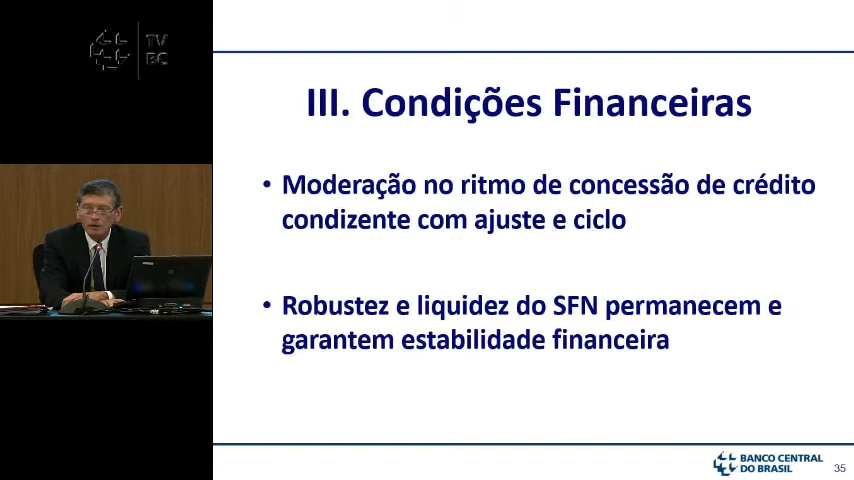 TV
BC
III. Condições Financeiras
• Moderação no ritmo de concessão de crédito
condizente com ajuste e ciclo
• Robustez e liquidez do SFN permanecem e
garantem estabilidade financeira
BANCO CENTRAL
DO BRASIL
35